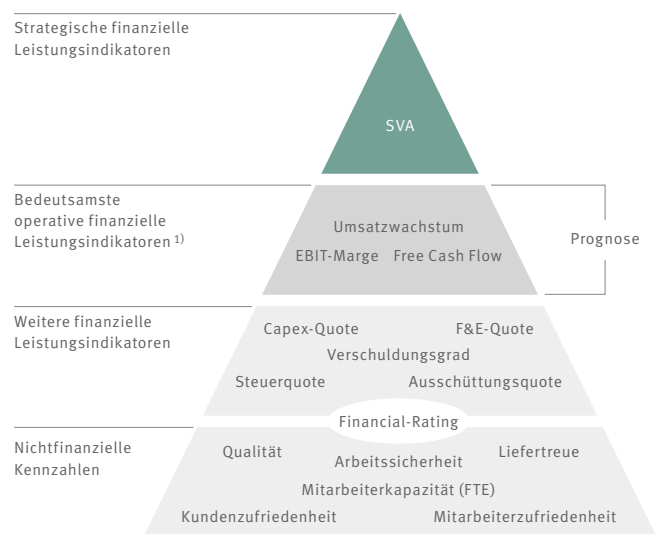 Strategische finanzielle
Leistungsindikatoren
SVA
Bedeutsamste
operative finanzielle
Leistungsindikatoren 1)
Umsatzwachstum
EBIT-Marge Free Cash Flow
Prognose
Weitere finanzielle
Leistungsindikatoren
Capex-Quote F&E-Quote
Verschuldungsgrad
Steuerquote Ausschüttungsquote
Financial-Rating
Nichtfinanzielle
Kennzahlen
Qualität Liefertreue
Arbeitssicherheit
Mitarbeiterkapazität (FTE)
Kundenzufriedenheit Mitarbeiterzufriedenheit